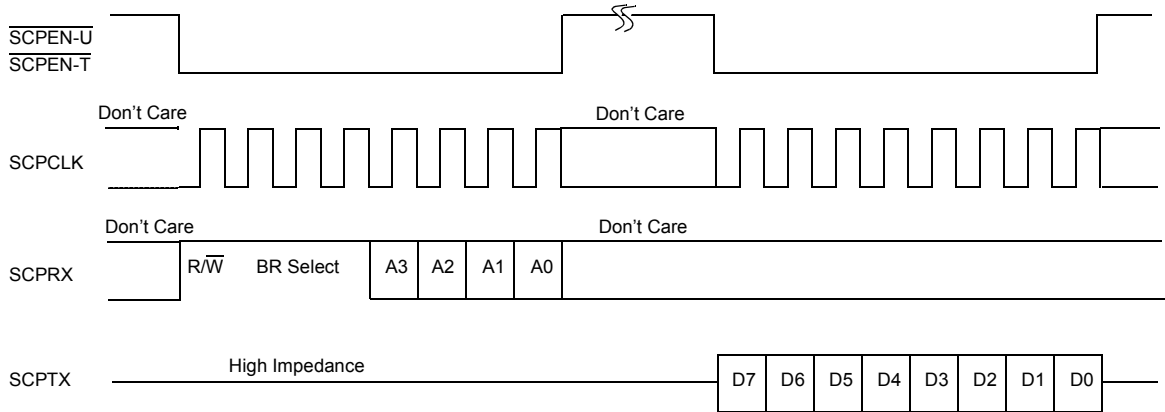 SCPEN-U
SCPEN-T
Don't Care Don't Care
SCPCLK
Don't Care Don't Care
R/W BR Select A3 A2 A1 A0
SCPRX
High Impedance
SCPTX D7 D6 D5 D4 D3 D2 D1 D0